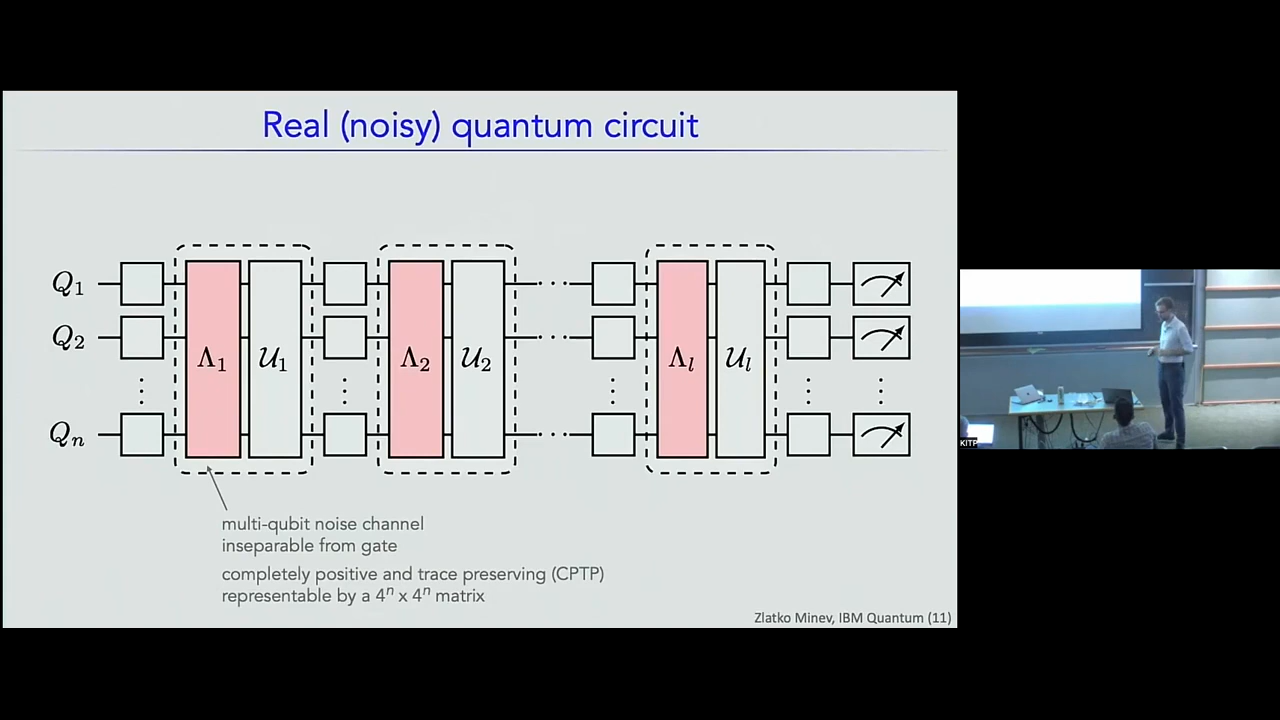 Real (noisy) quantum circuit
Q₁
Λ₁
𝒰₁
Λ₂
𝒰₂
···
Λₗ
𝒰ₗ
Q₂
···
⋮
⋮
⋮
⋮
⋮
Qₙ
···
multi-qubit noise channel
inseparable from gate
completely positive and trace preserving (CPTP)
representable by a 4ⁿ x 4ⁿ matrix
Zlatko Minev, IBM Quantum (11)
KITP